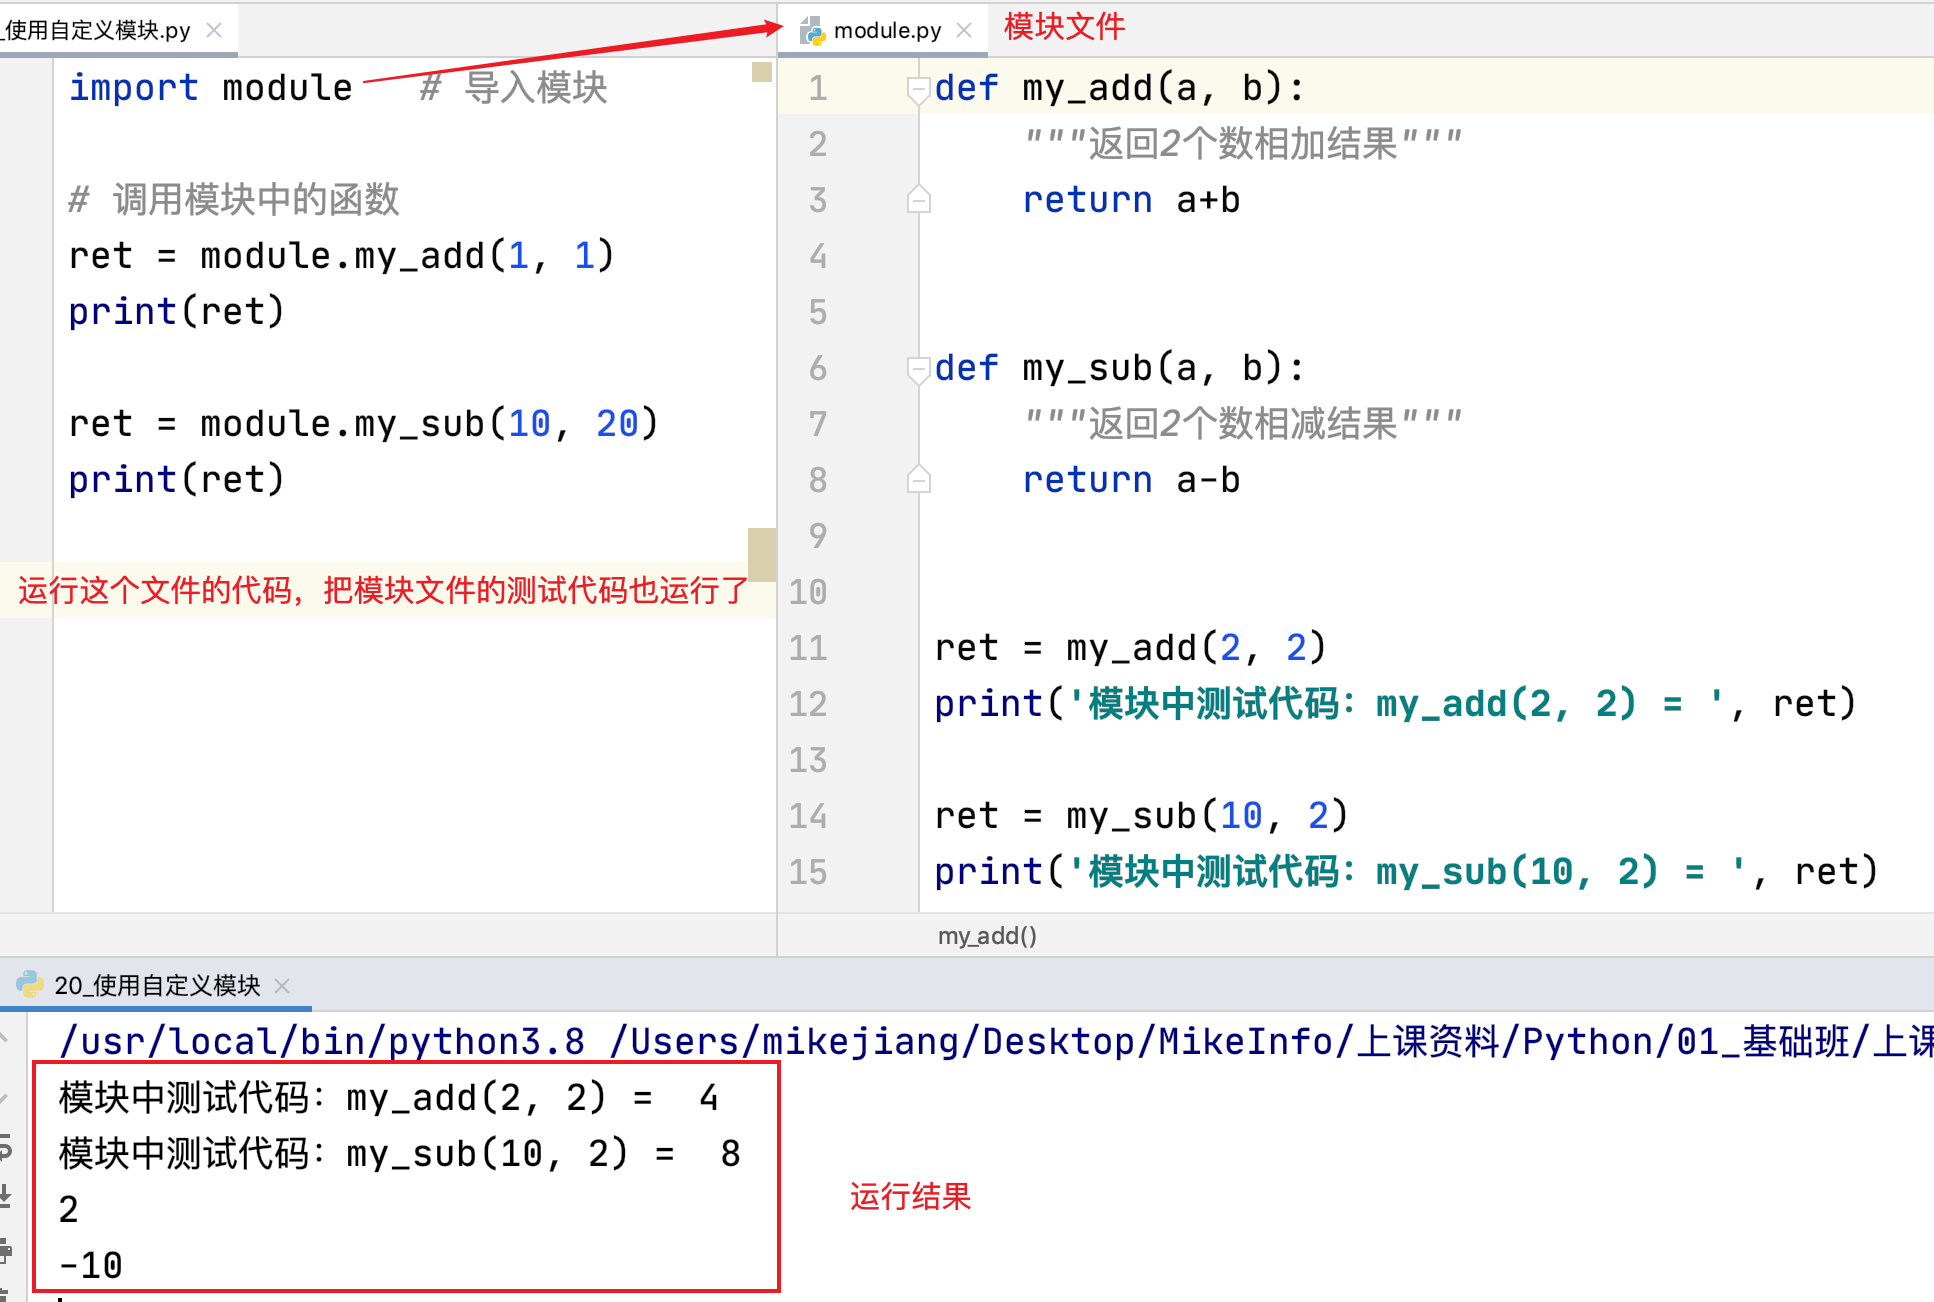 _使用自定义模块.py
import module # 导入模块
# 调用模块中的函数
ret = module.my_add(1, 1)
print(ret)
ret = module.my_sub(10, 20)
print(ret)
运行这个文件的代码，把模块文件的测试代码也运行了
module.py 模块文件
1 def my_add(a, b):
2 """返回2个数相加结果"""
3 return a+b
4
5
6 def my_sub(a, b):
7 """返回2个数相减结果"""
8 return a-b
9
10
11 ret = my_add(2, 2)
12 print('模块中测试代码：my_add(2, 2) = ', ret)
13
14 ret = my_sub(10, 2)
15 print('模块中测试代码：my_sub(10, 2) = ', ret)
my_add()
20_使用自定义模块
/usr/local/bin/python3.8 /Users/mikejiang/Desktop/MikeInfo/上课资料/Python/01_基础班/上课
模块中测试代码：my_add(2, 2) =  4
模块中测试代码：my_sub(10, 2) =  8
2
-10
运行结果